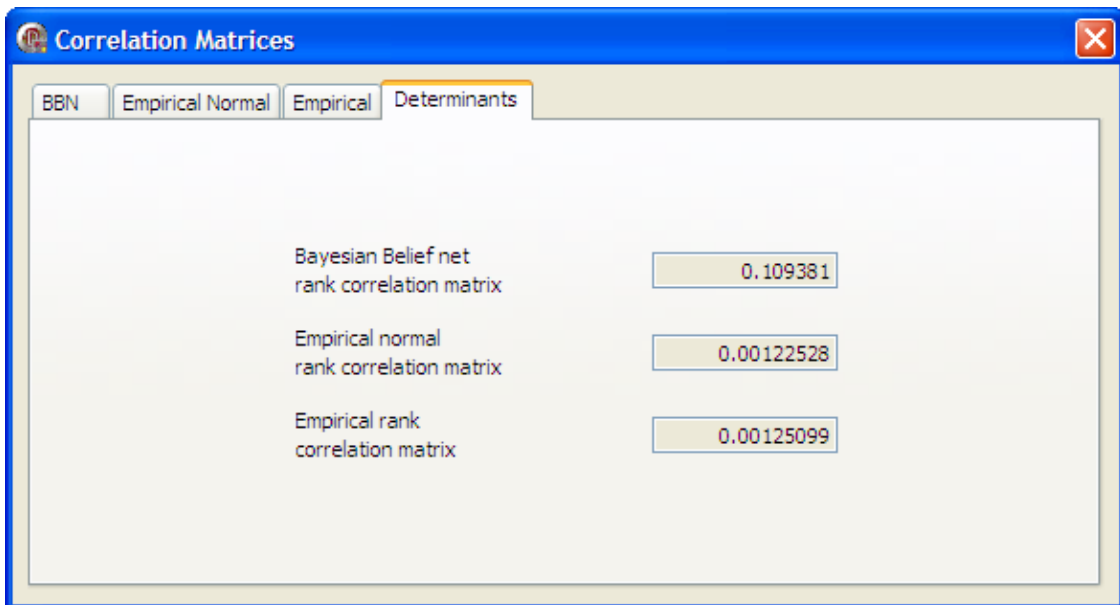 Correlation Matrices
BBN Empirical Normal Empirical Determinants
Bayesian Belief net
rank correlation matrix
0.109381
Empirical normal
rank correlation matrix
0.00122528
Empirical rank
correlation matrix
0.00125099